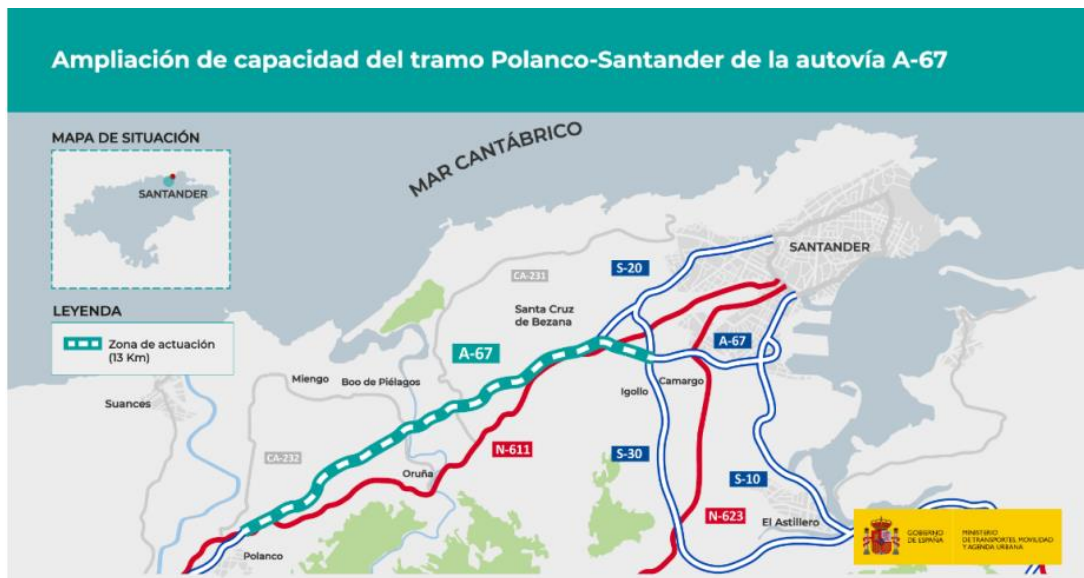 Ampliación de capacidad del tramo Polanco-Santander de la autovía A-67
MAPA DE SITUACIÓN
SANTANDER
LEYENDA
Zona de actuación
(13 Km)
MAR CANTÁBRICO
SANTANDER
S-20
CA-231
Santa Cruz
de Bezana
A-67
A-67
Miengo
Boo de Piélagos
Igollo
Camargo
Suances
N-611
CA-232
S-30
Oruña
S-10
N-623
El Astillero
Polanco
GOBIERNO
DE ESPAÑA
MINISTERIO
DE TRANSPORTES, MOVILIDAD
Y AGENDA URBANA